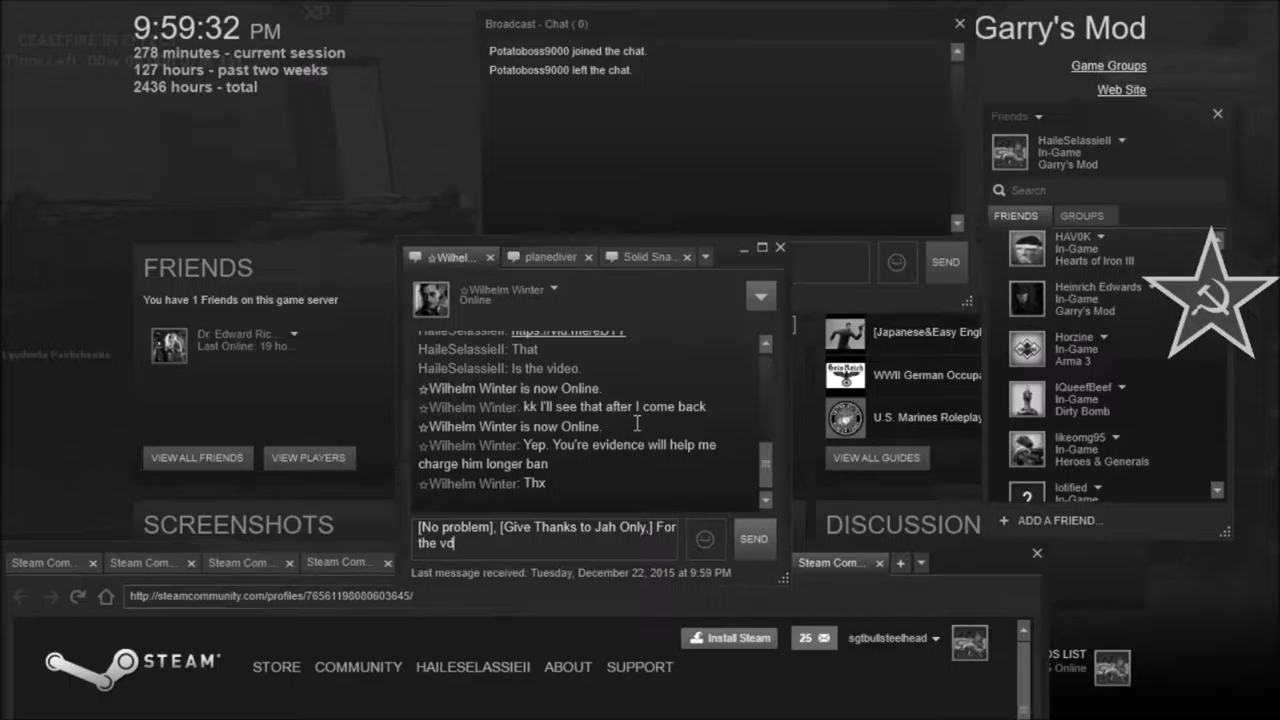 9:59:32 PM
278 minutes - current session
127 hours - past two weeks
2436 hours - total
Broadcast - Chat ( 0)
Potatoboss9000 joined the chat.
Potatoboss9000 left the chat.
SEND
Garry's Mod
Game Groups
Web Site
Friends
HaileSelassieII
In-Game
Garry's Mod
Search
FRIENDS GROUPS
HAV0K
In-Game
Hearts of Iron III
Heinrich Edwards
In-Game
Garry's Mod
Horzine
In-Game
Arma 3
IQueefBeef
In-Game
Dirty Bomb
likeomg95
In-Game
Heroes & Generals
lotified
In-Game
+ ADD A FRIEND...
FRIENDS
You have 1 Friends on this game server
Dr. Edward Ric...
Last Online: 19 ho...
VIEW ALL FRIENDS VIEW PLAYERS
☆Wilhel... planediver Solid Sna...
☆Wilhelm Winter
Online
HaileSelassieII:
HaileSelassieII: That
HaileSelassieII: Is the video.
☆Wilhelm Winter is now Online.
☆Wilhelm Winter: kk I'll see that after I come back
☆Wilhelm Winter is now Online.
☆Wilhelm Winter: Yep. You're evidence will help me
charge him longer ban
☆Wilhelm Winter: Thx
[No problem], [Give Thanks to Jah Only,] For
the vd
SEND
Last message received: Tuesday, December 22, 2015 at 9:59 PM
[Japanese&Easy Engl
WWII German Occupa
U.S. Marines Roleplay
VIEW ALL GUIDES
SCREENSHOTS
DISCUSSION
Steam Com... Steam Com... Steam Com... Steam Com... Steam Com...
http://steamcommunity.com/profiles/76561198080603645/
Install Steam 25 sgtbullsteelhead
STEAM STORE COMMUNITY HAILESELASSIEII ABOUT SUPPORT
DS LIST
Online